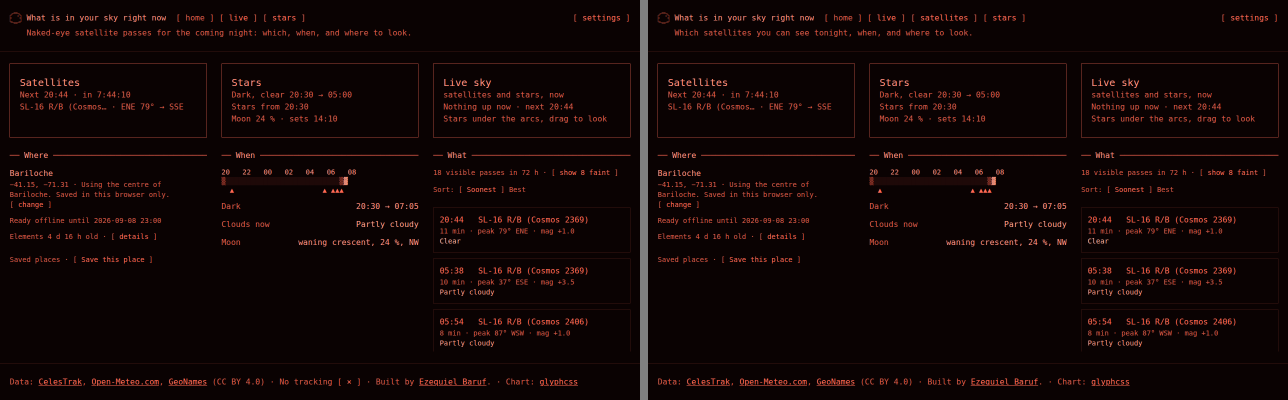 What is in your sky right now [ home ] [ live ] [ stars ] [ settings ]
Naked-eye satellite passes for the coming night: which, when, and where to look.
Satellites
Next 20:44 · in 7:44:10
SL-16 R/B (Cosmos… · ENE 79° → SSE
Stars
Dark, clear 20:30 → 05:00
Stars from 20:30
Moon 24 % · sets 14:10
Live sky
satellites and stars, now
Nothing up now · next 20:44
Stars under the arcs, drag to look
Where
Bariloche
−41.15, −71.31 · Using the centre of
Bariloche. Saved in this browser only.
[ change ]
Ready offline until 2026-09-08 23:00
Elements 4 d 16 h old · [ details ]
Saved places · [ Save this place ]
When
20 22 00 02 04 06 08
Dark 20:30 → 07:05
Clouds now Partly cloudy
Moon waning crescent, 24 %, NW
What
18 visible passes in 72 h · [ show 8 faint ]
Sort: [ Soonest ] Best
20:44 SL-16 R/B (Cosmos 2369)
11 min · peak 79° ENE · mag +1.0
Clear
05:38 SL-16 R/B (Cosmos 2369)
10 min · peak 37° ESE · mag +3.5
Partly cloudy
05:54 SL-16 R/B (Cosmos 2406)
8 min · peak 87° WSW · mag +1.0
Partly cloudy
Data: CelesTrak, Open-Meteo.com, GeoNames (CC BY 4.0) · No tracking [ × ] · Built by Ezequiel Baruf. · Chart: glyphcss
What is in your sky right now [ home ] [ live ] [ satellites ] [ stars ] [ settings ]
Which satellites you can see tonight, when, and where to look.
Satellites
Next 20:44 · in 7:44:10
SL-16 R/B (Cosmos… · ENE 79° → SSE
Stars
Dark, clear 20:30 → 05:00
Stars from 20:30
Moon 24 % · sets 14:10
Live sky
satellites and stars, now
Nothing up now · next 20:44
Stars under the arcs, drag to look
Where
Bariloche
−41.15, −71.31 · Using the centre of
Bariloche. Saved in this browser only.
[ change ]
Ready offline until 2026-09-08 23:00
Elements 4 d 16 h old · [ details ]
Saved places · [ Save this place ]
When
20 22 00 02 04 06 08
Dark 20:30 → 07:05
Clouds now Partly cloudy
Moon waning crescent, 24 %, NW
What
18 visible passes in 72 h · [ show 8 faint ]
Sort: [ Soonest ] Best
20:44 SL-16 R/B (Cosmos 2369)
11 min · peak 79° ENE · mag +1.0
Clear
05:38 SL-16 R/B (Cosmos 2369)
10 min · peak 37° ESE · mag +3.5
Partly cloudy
05:54 SL-16 R/B (Cosmos 2406)
8 min · peak 87° WSW · mag +1.0
Partly cloudy
Data: CelesTrak, Open-Meteo.com, GeoNames (CC BY 4.0) · Built by Ezequiel Baruf. · Chart: glyphcss